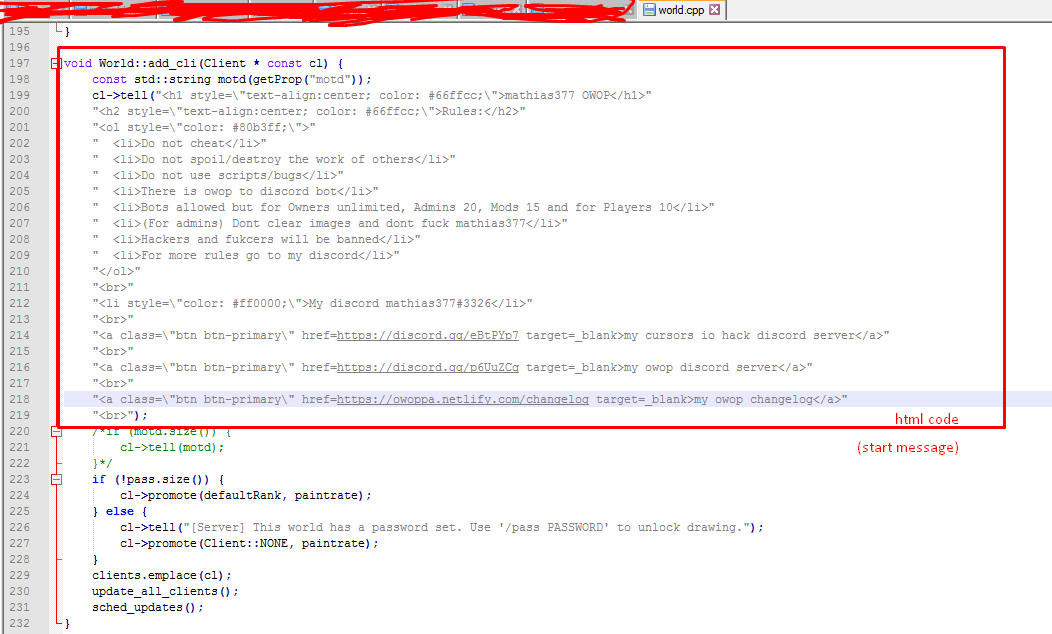 world.cpp
195 }
196
197 void World::add_cli(Client * const cl) {
198 const std::string motd(getProp("motd"));
199 cl->tell("<h1 style=\"text-align:center; color: #66ffcc;\">mathias377 OWOP</h1>"
200 "<h2 style=\"text-align:center; color: #66ffcc;\">Rules:</h2>"
201 "<ol style=\"color: #80b3ff;\">"
202 "  <li>Do not cheat</li>"
203 "  <li>Do not spoil/destroy the work of others</li>"
204 "  <li>Do not use scripts/bugs</li>"
205 "  <li>There is owop to discord bot</li>"
206 "  <li>Bots allowed but for Owners unlimited, Admins 20, Mods 15 and for Players 10</li>"
207 "  <li>(For admins) Dont clear images and dont fuck mathias377</li>"
208 "  <li>Hackers and fukcers will be banned</li>"
209 "  <li>For more rules go to my discord</li>"
210 "</ol>"
211 "<br>"
212 "<li style=\"color: #ff0000;\">My discord mathias377#3326</li>"
213 "<br>"
214 "<a class=\"btn btn-primary\" href=https://discord.gg/eBtPYp7 target=_blank>my cursors io hack discord server</a>"
215 "<br>"
216 "<a class=\"btn btn-primary\" href=https://discord.gg/p6UuZCg target=_blank>my owop discord server</a>"
217 "<br>"
218 "<a class=\"btn btn-primary\" href=https://owoppa.netlify.com/changelog target=_blank>my owop changelog</a>"
219 "<br>");
html code
220 /*if (motd.size()) {
221 cl->tell(motd);
(start message)
222 }*/
223 if (!pass.size()) {
224 cl->promote(defaultRank, paintrate);
225 } else {
226 cl->tell("[Server] This world has a password set. Use '/pass PASSWORD' to unlock drawing.");
227 cl->promote(Client::NONE, paintrate);
228 }
229 clients.emplace(cl);
230 update_all_clients();
231 sched_updates();
232 }